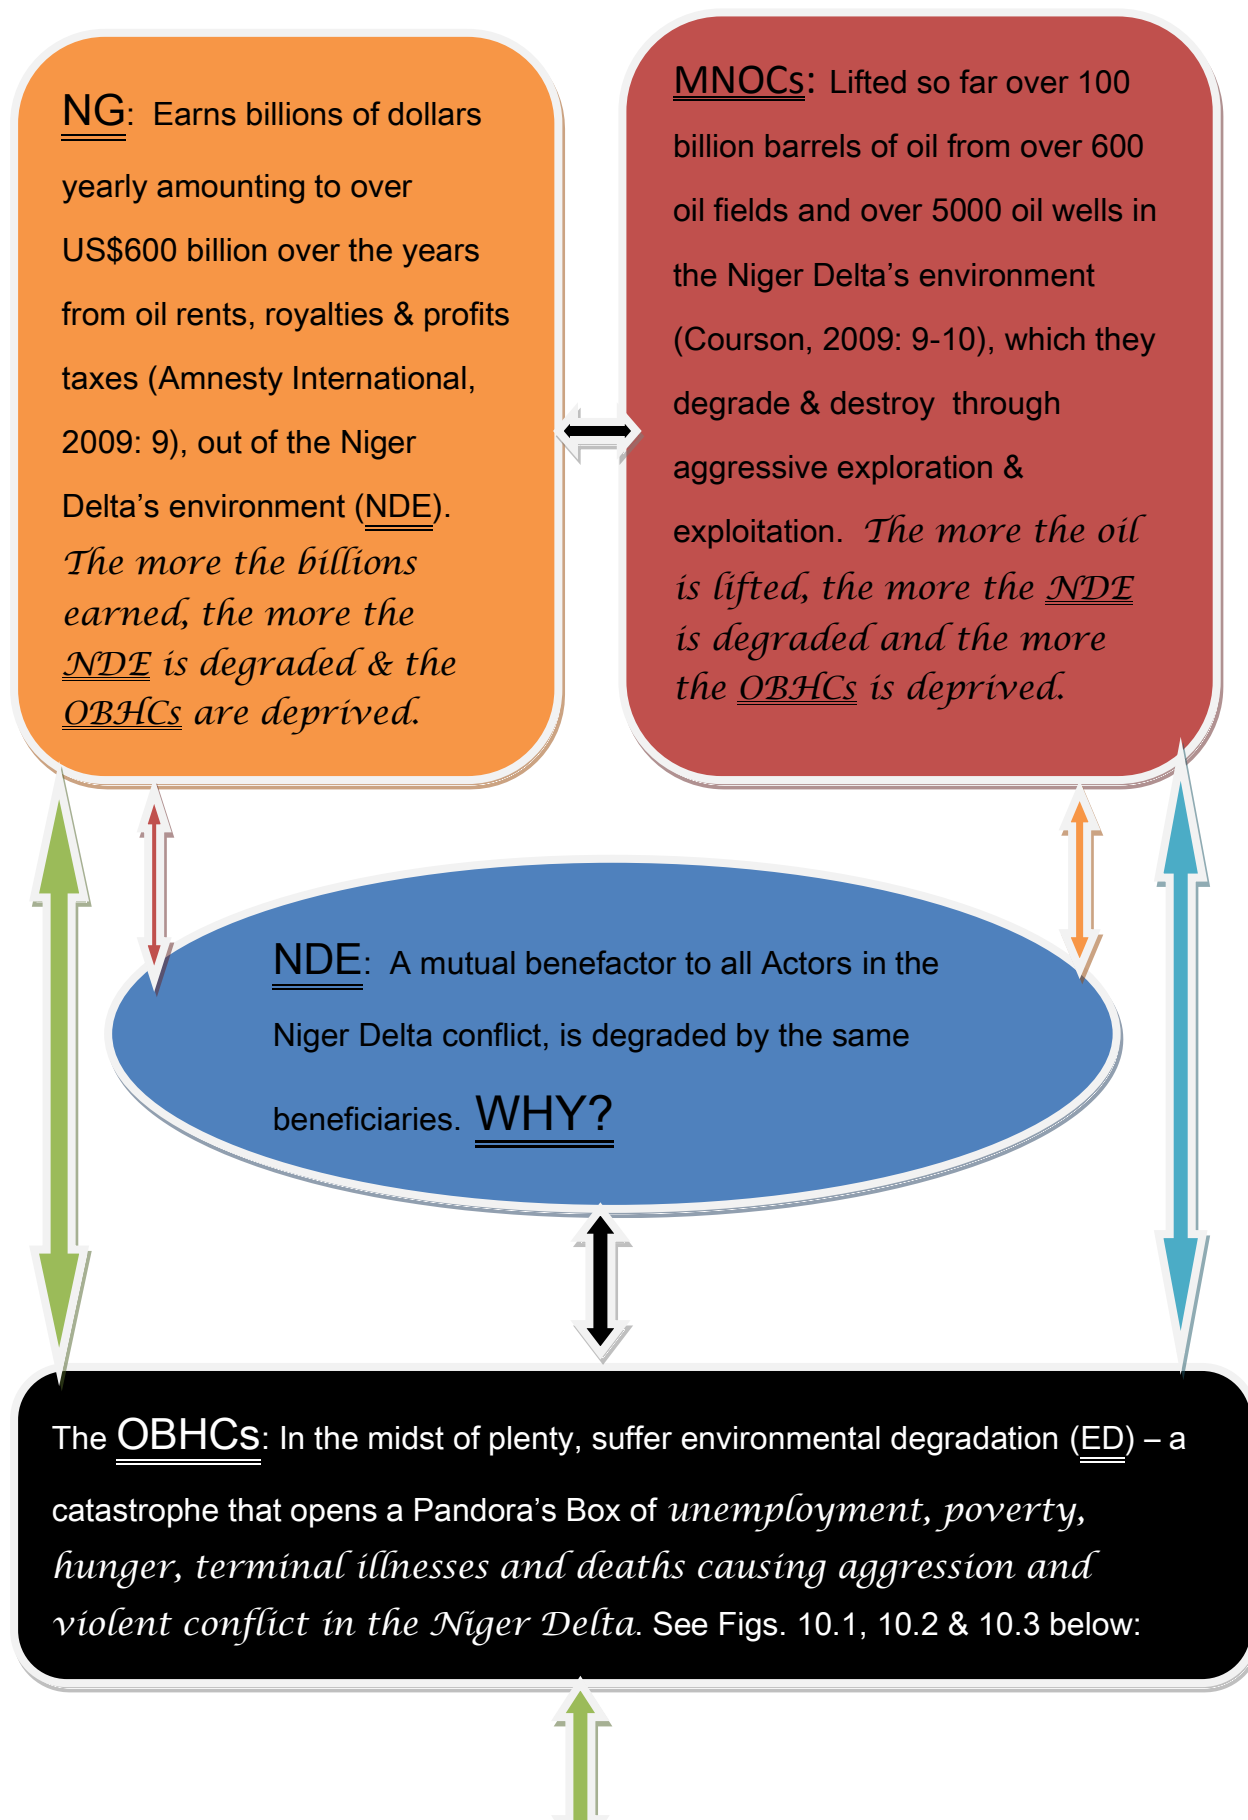 NG: Earns billions of dollars
yearly amounting to over
US$600 billion over the years
from oil rents, royalties & profits
taxes (Amnesty International,
2009: 9), out of the Niger
Delta’s environment (NDE).
The more the billions
earned, the more the
NDE is degraded & the
OBHCs are deprived.
MNOCs: Lifted so far over 100
billion barrels of oil from over 600
oil fields and over 5000 oil wells in
the Niger Delta’s environment
(Courson, 2009: 9-10), which they
degrade & destroy through
aggressive exploration &
exploitation. The more the oil
is lifted, the more the NDE
is degraded and the more
the OBHCs is deprived.
NDE: A mutual benefactor to all Actors in the
Niger Delta conflict, is degraded by the same
beneficiaries. WHY?
The OBHCs: In the midst of plenty, suffer environmental degradation (ED) – a
catastrophe that opens a Pandora’s Box of unemployment, poverty,
hunger, terminal illnesses and deaths causing aggression and
violent conflict in the Niger Delta. See Figs. 10.1, 10.2 & 10.3 below: